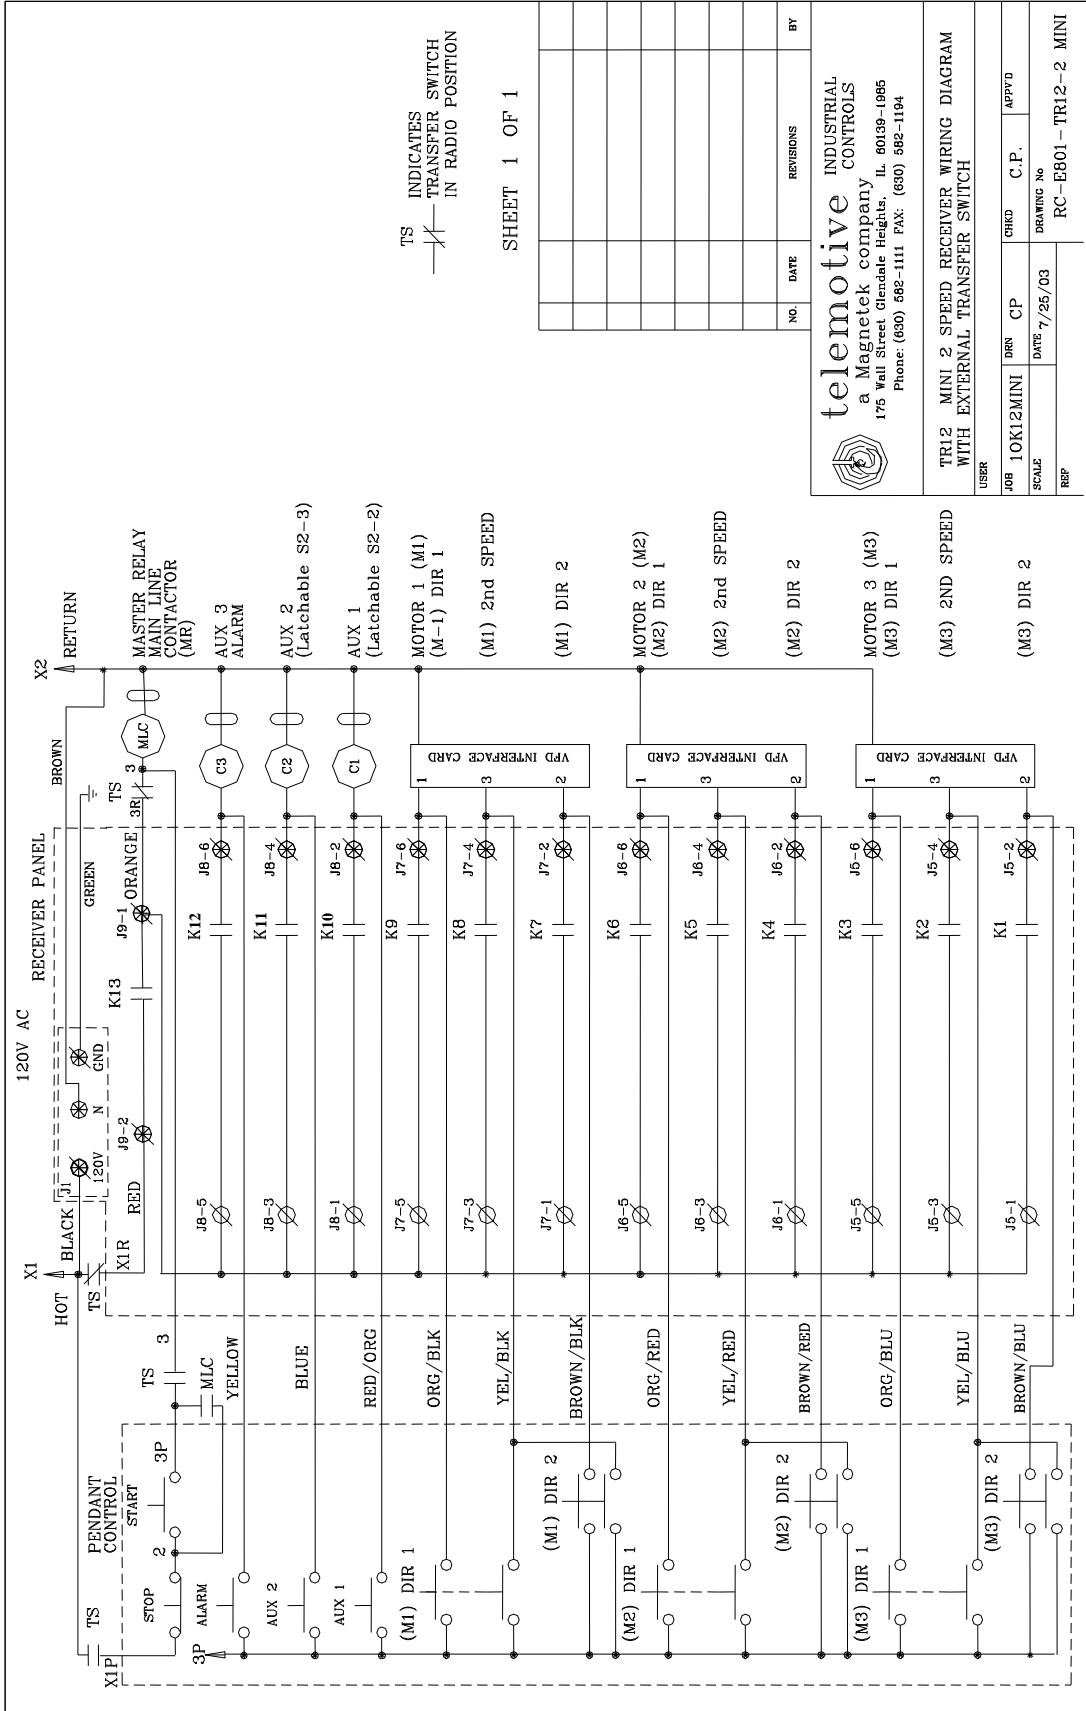 120V AC
X1
HOT
BLACK
RECEIVER PANEL
J1
120V
N
GND
GREEN
BROWN
X2
RETURN
TS
X1R
RED
J9-2
K13
J9-1
ORANGE
3R
TS
3
MLC
MASTER RELAY
MAIN LINE
CONTACTOR
(MR)
J8-5
K12
J8-6
C3
AUX 3
ALARM
J8-3
K11
J8-4
C2
AUX 2
(Latchable S2-3)
J8-1
K10
J8-2
C1
AUX 1
(Latchable S2-2)
J7-5
K9
J7-6
1
MOTOR 1 (M1)
(M-1) DIR 1
J7-3
K8
J7-4
3
VFD INTERFACE CARD
(M1) 2nd SPEED
J7-1
K7
J7-2
2
(M1) DIR 2
J6-5
K6
J6-6
1
MOTOR 2 (M2)
(M2) DIR 1
J6-3
K5
J6-4
3
VFD INTERFACE CARD
(M2) 2nd SPEED
J6-1
K4
J6-2
2
(M2) DIR 2
J5-5
K3
J5-6
1
MOTOR 3 (M3)
(M3) DIR 1
J5-3
K2
J5-4
3
VFD INTERFACE CARD
(M3) 2ND SPEED
J5-1
K1
J5-2
2
(M3) DIR 2
TS
X1P
PENDANT
CONTROL
STOP
2
START
3P
TS
3
MLC
ALARM
3P
YELLOW
AUX 2
BLUE
AUX 1
RED/ORG
(M1) DIR 1
ORG/BLK
YEL/BLK
(M1) DIR 2
BROWN/BLK
(M2) DIR 1
ORG/RED
YEL/RED
(M2) DIR 2
BROWN/RED
(M3) DIR 1
ORG/BLU
YEL/BLU
(M3) DIR 2
BROWN/BLU
TS
INDICATES
TRANSFER SWITCH
IN RADIO POSITION
SHEET 1 OF 1
NO.
DATE
REVISIONS
BY
telemotive INDUSTRIAL
CONTROLS
a Magnetek company
175 Wall Street Glendale Heights, IL. 60139-1985
Phone: (630) 582-1111 FAX: (630) 582-1194
TR12 MINI 2 SPEED RECEIVER WIRING DIAGRAM
WITH EXTERNAL TRANSFER SWITCH
USER
JOB 10K12MINI
DRN CP
CHKD C.P.
APPV'D
SCALE
DATE 7/25/03
DRAWING No
RC-E801-TR12-2 MINI
REF